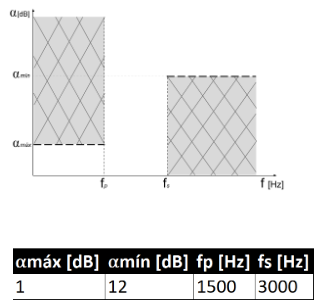 α[dB]
αmín
αmáx
fp fs f [Hz]
αmáx [dB] αmín [dB] fp [Hz] fs [Hz]
1 12 1500 3000